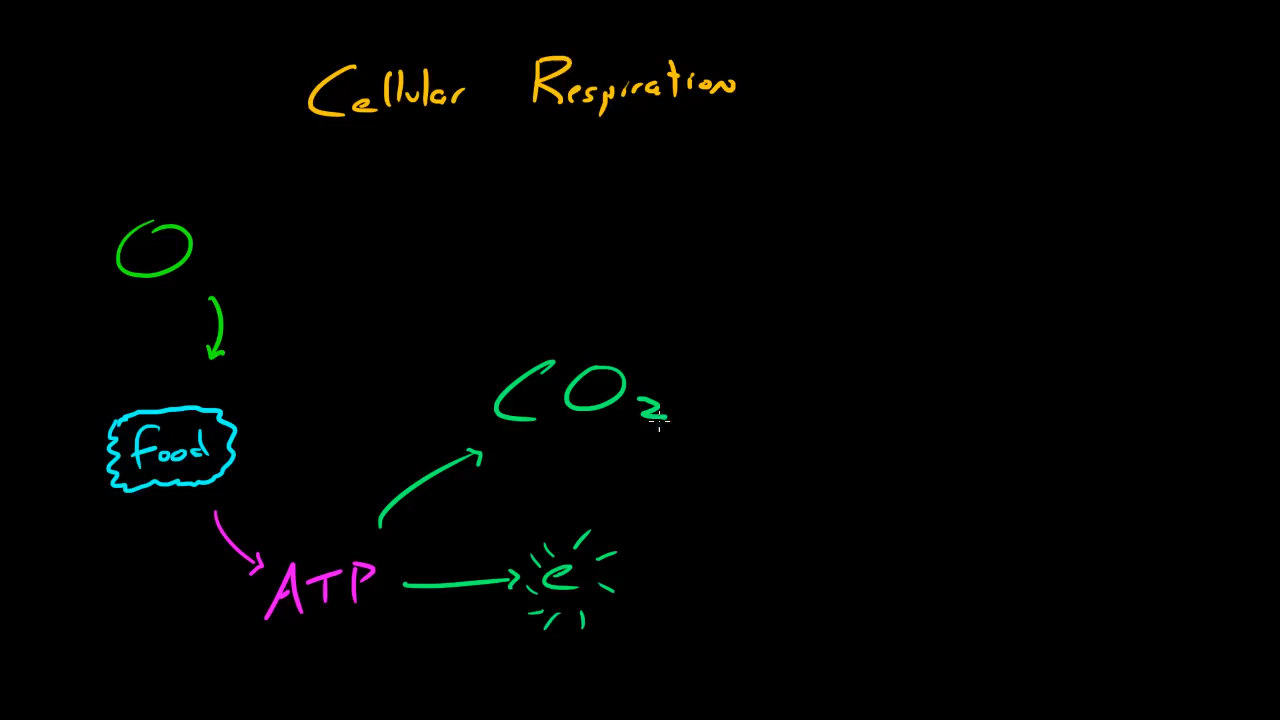 Cellular Respiration
O
CO₂
Food
ATP
e